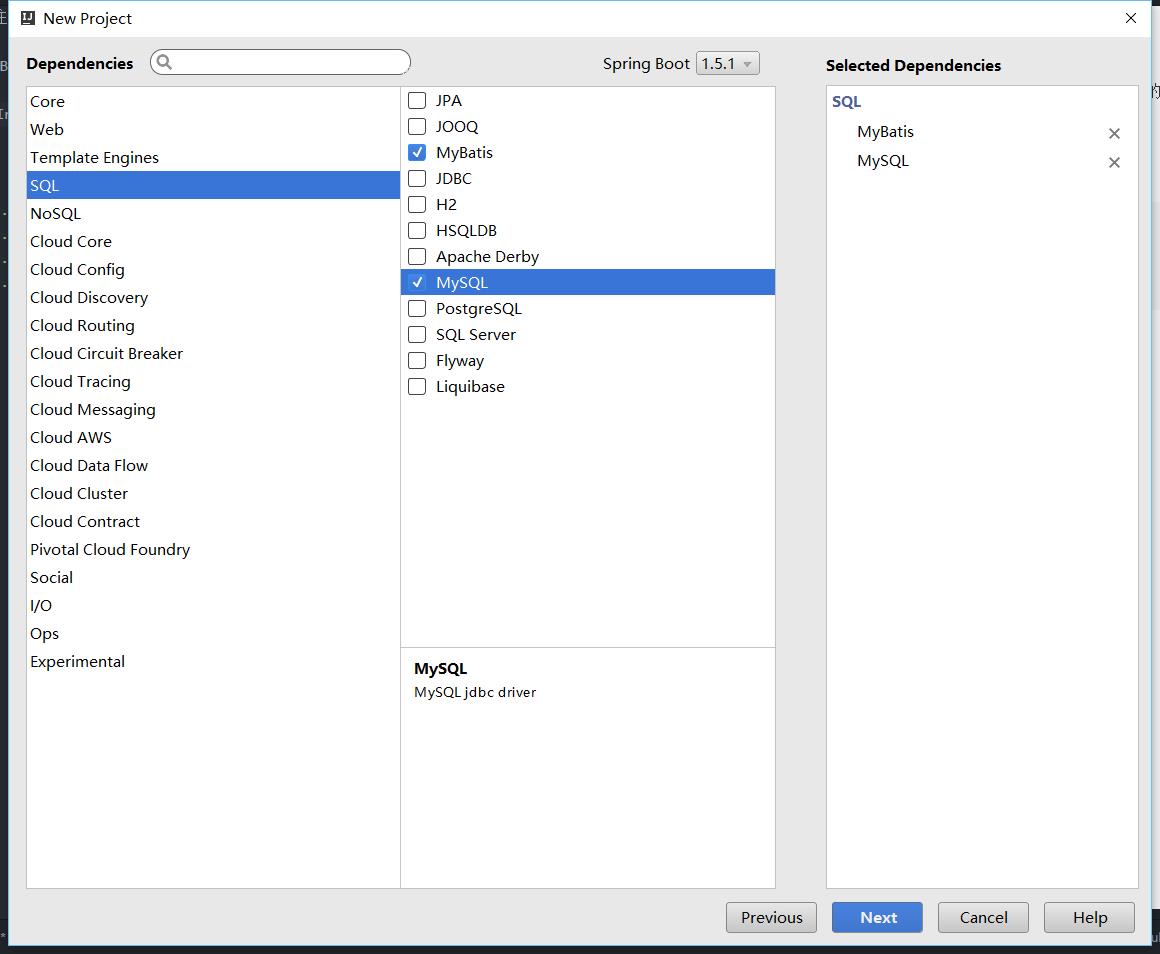 New Project
Dependencies
Spring Boot 1.5.1
Selected Dependencies
Core
Web
Template Engines
SQL
NoSQL
Cloud Core
Cloud Config
Cloud Discovery
Cloud Routing
Cloud Circuit Breaker
Cloud Tracing
Cloud Messaging
Cloud AWS
Cloud Data Flow
Cloud Cluster
Cloud Contract
Pivotal Cloud Foundry
Social
I/O
Ops
Experimental
JPA
JOOQ
MyBatis
JDBC
H2
HSQLDB
Apache Derby
MySQL
PostgreSQL
SQL Server
Flyway
Liquibase
MySQL
MySQL jdbc driver
SQL
MyBatis
MySQL
Previous
Next
Cancel
Help